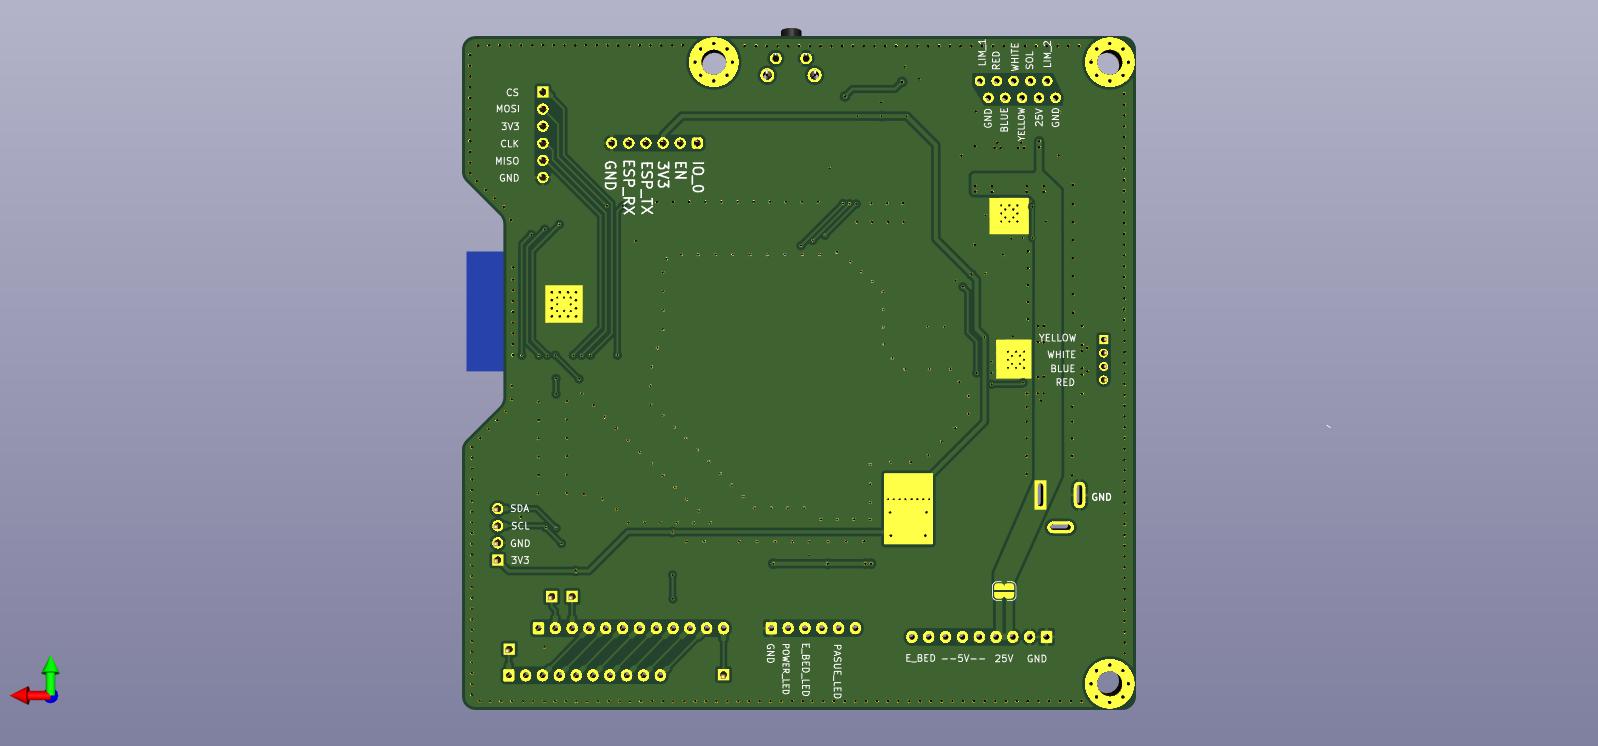 CS
MOSI
3V3
CLK
MISO
GND
GND
ESP_RX
ESP_TX
3V3
EN
IO_0
LIM_1
RED
WHITE
SOL
LIM_2
GND
BLUE
YELLOW
25V
GND
YELLOW
WHITE
BLUE
RED
GND
SDA
SCL
GND
3V3
GND
POWER_LED
E_BED_LED
PASUE_LED
E_BED --5V-- 25V GND